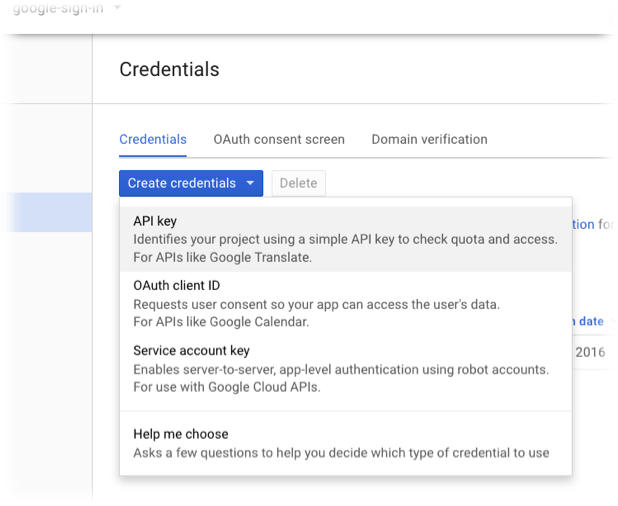 google-sign-in
Credentials
Credentials OAuth consent screen Domain verification
Create credentials Delete
API key
Identifies your project using a simple API key to check quota and access.
For APIs like Google Translate.
OAuth client ID
Requests user consent so your app can access the user's data.
For APIs like Google Calendar.
Service account key
Enables server-to-server, app-level authentication using robot accounts.
For use with Google Cloud APIs.
Help me choose
Asks a few questions to help you decide which type of credential to use
tion for
n date
2016